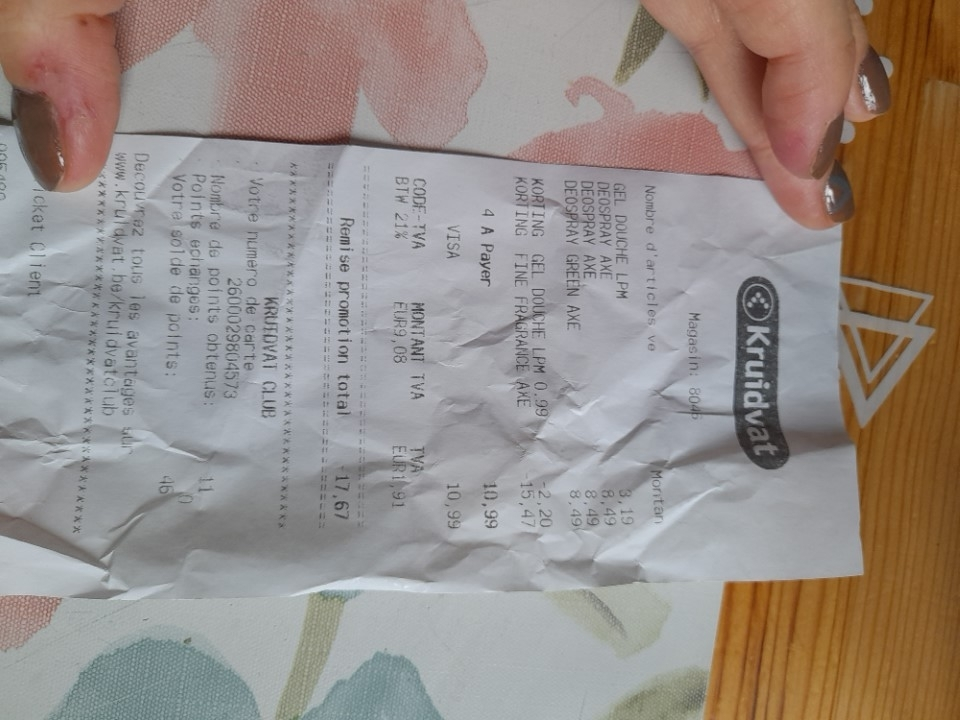 Kruidvat
Magasin: 8045
Nombre d'articles ve Montan
GEL DOUCHE LPM 3,19
DEOSPRAY AXE 8,49
DEOSPRAY AXE 8,49
DEOSPRAY GREEN AXE 8,49
KORTING GEL DOUCHE LPM 0.99 -2,20
KORTING FINE FRAGRANCE AXE -15,47
4 A Payer 10,99
VISA 10,99
CODE-TVA MONTANT TVA TVA
BTW 21% EUR9,08 EUR1,91
Remise promotion total -17,67
KRUIDVAT CLUB
Votre numero de carte
2600029804573
Nombre de points obtenus: 11
Points echanges: 0
Votre solde de points: 46
Decouvrez tous les avantages sur
www.kruidvat.be/kruidvatclub
icket Client